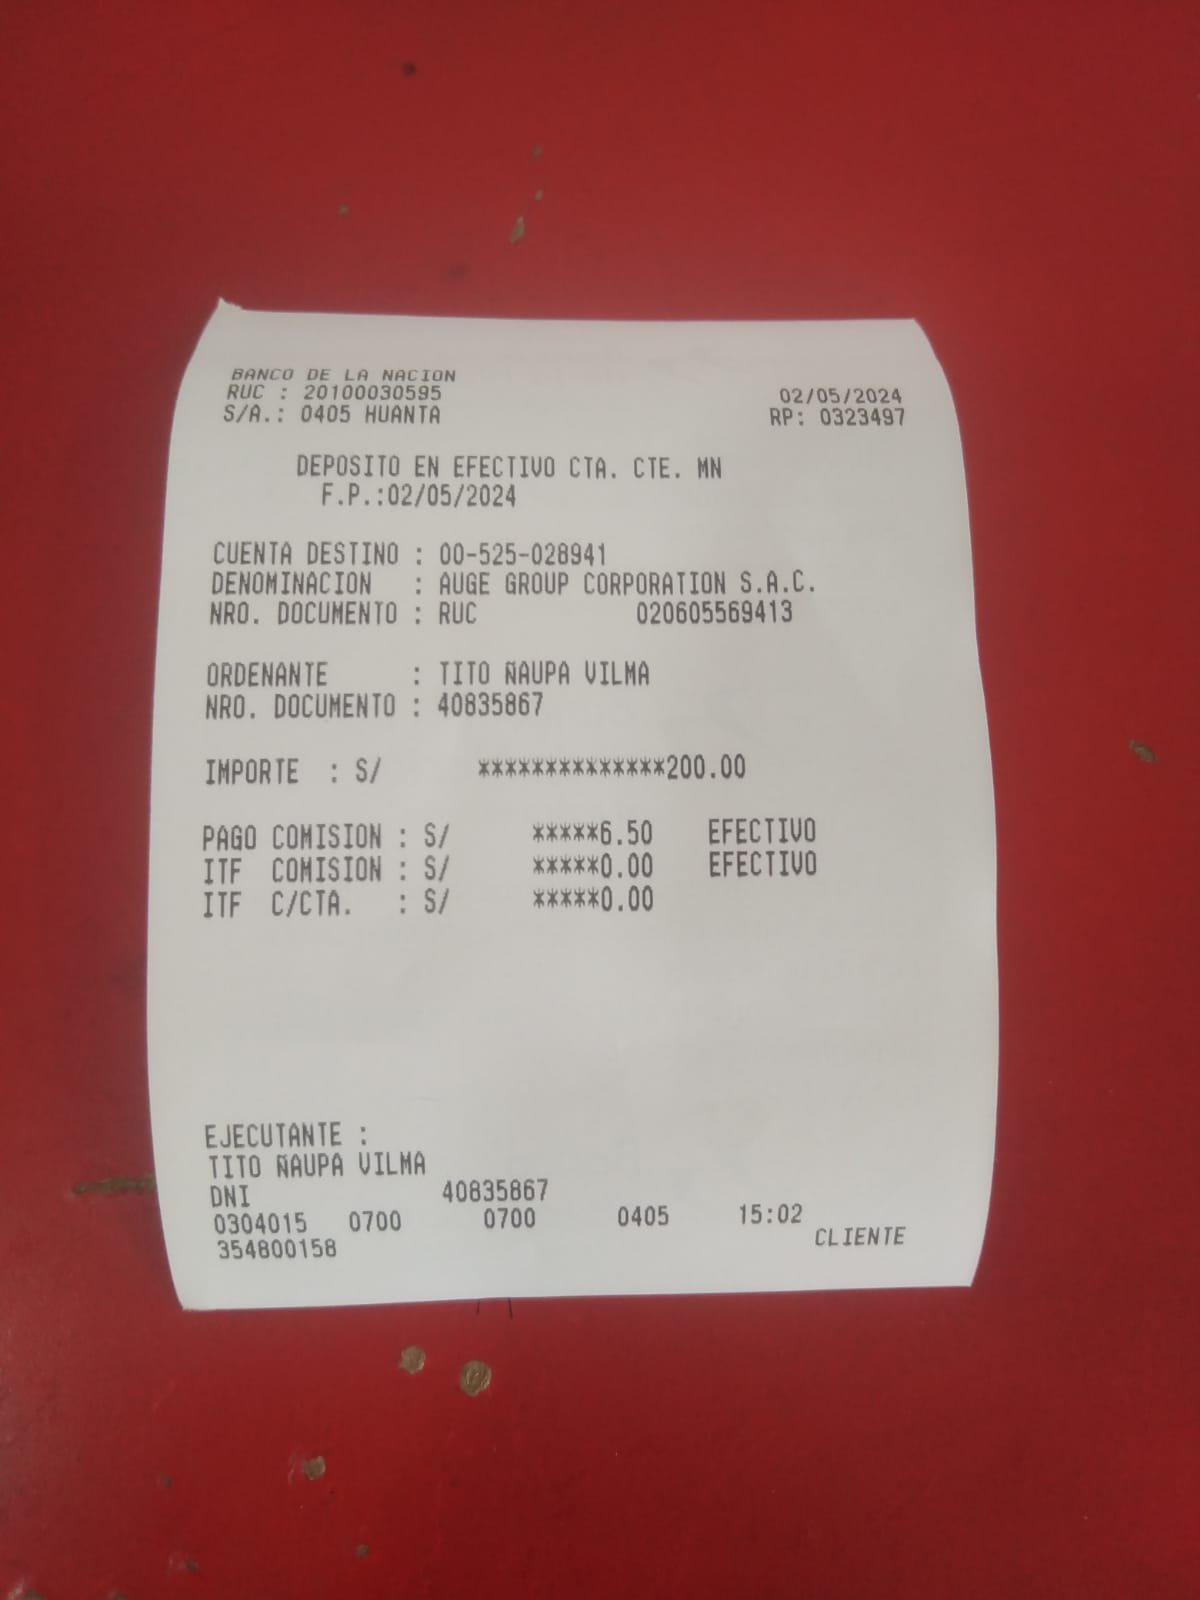 BANCO DE LA NACION
RUC : 20100030595 02/05/2024
S/A.: 0405 HUANTA RP: 0323497
DEPOSITO EN EFECTIVO CTA. CTE. MN
F.P.:02/05/2024
CUENTA DESTINO : 00-525-028941
DENOMINACION : AUGE GROUP CORPORATION S.A.C.
NRO. DOCUMENTO : RUC 020605569413
ORDENANTE : TITO ÑAUPA VILMA
NRO. DOCUMENTO : 40835867
IMPORTE : S/ **************200.00
PAGO COMISION : S/ *****6.50 EFECTIVO
ITF COMISION : S/ *****0.00 EFECTIVO
ITF C/CTA. : S/ *****0.00
EJECUTANTE :
TITO ÑAUPA VILMA
DNI 40835867
0304015 0700 0700 0405 15:02
354800158 CLIENTE